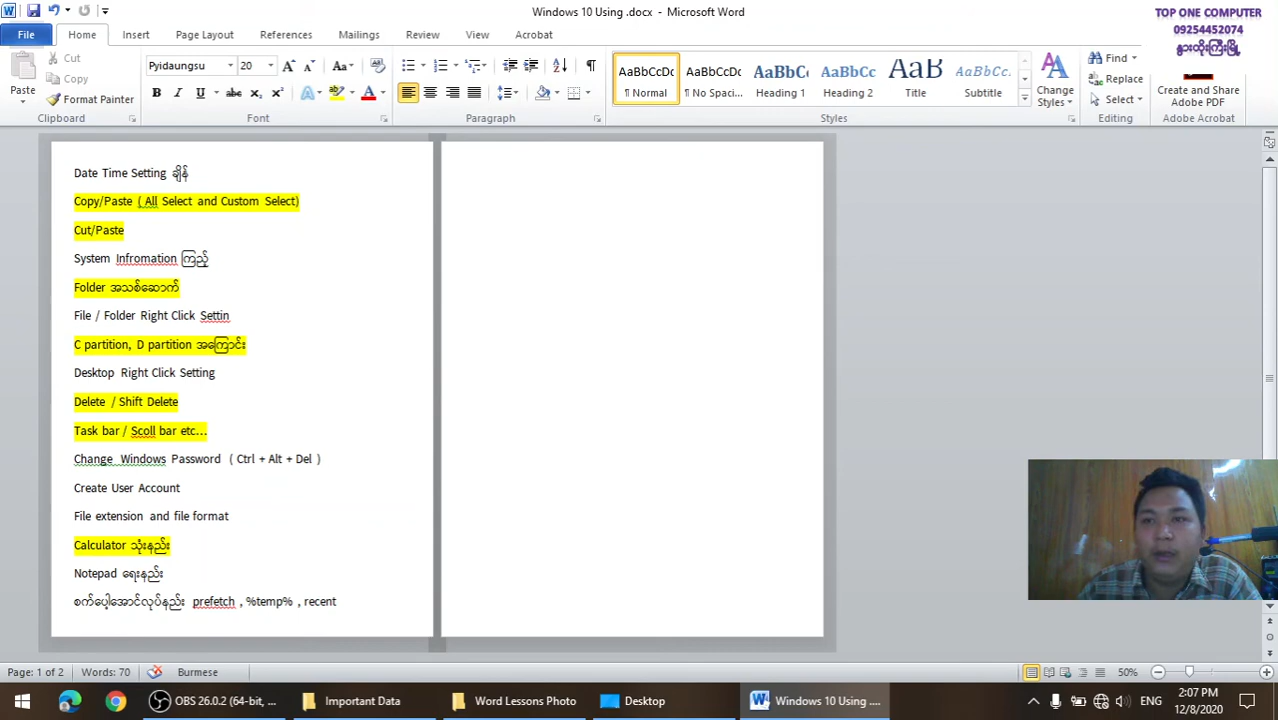 Windows 10 Using .docx - Microsoft Word
TOP ONE COMPUTER
09254452074
နွားထိုးကြီးမြို့
File Home Insert Page Layout References Mailings Review View Acrobat
Cut
Copy
Format Painter
Paste
Clipboard
Pyidaungsu 20
Font
Paragraph
AaBbCcDc AaBbCcDc AaBbCc AaBbCc AaB AaBbCc.
¶ Normal ¶ No Spaci... Heading 1 Heading 2 Title Subtitle
Change Styles
Styles
Find
Replace
Select
Editing
Create and Share Adobe PDF
Adobe Acrobat
Date Time Setting ချိန်
Copy/Paste ( All Select and Custom Select)
Cut/Paste
System Infromation ကြည့်
Folder အသစ်ဆောက်
File / Folder Right Click Settin
C partition, D partition အကြောင်း
Desktop Right Click Setting
Delete / Shift Delete
Task bar / Scoll bar etc...
Change Windows Password ( Ctrl + Alt + Del )
Create User Account
File extension and file format
Calculator သုံးနည်း
Notepad ရေးနည်း
စက်ပေါ့အောင်လုပ်နည်း prefetch , %temp% , recent
Page: 1 of 2 Words: 70 Burmese 50%
OBS 26.0.2 (64-bit, ... Important Data Word Lessons Photo Desktop Windows 10 Using .... ENG 2:07 PM
12/8/2020